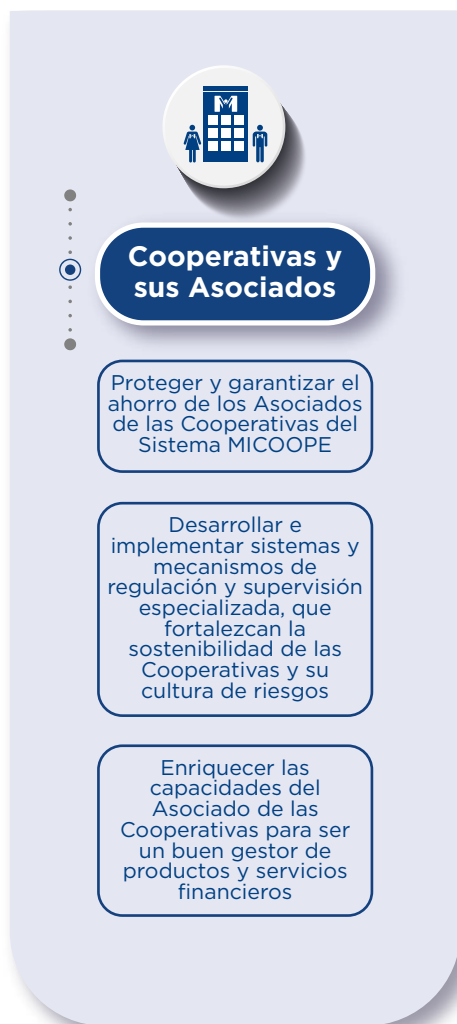 Cooperativas y
sus Asociados
Proteger y garantizar el
ahorro de los Asociados
de las Cooperativas del
Sistema MICOOPE
Desarrollar e
implementar sistemas y
mecanismos de
regulación y supervisión
especializada, que
fortalezcan la
sostenibilidad de las
Cooperativas y su
cultura de riesgos
Enriquecer las
capacidades del
Asociado de las
Cooperativas para ser
un buen gestor de
productos y servicios
financieros